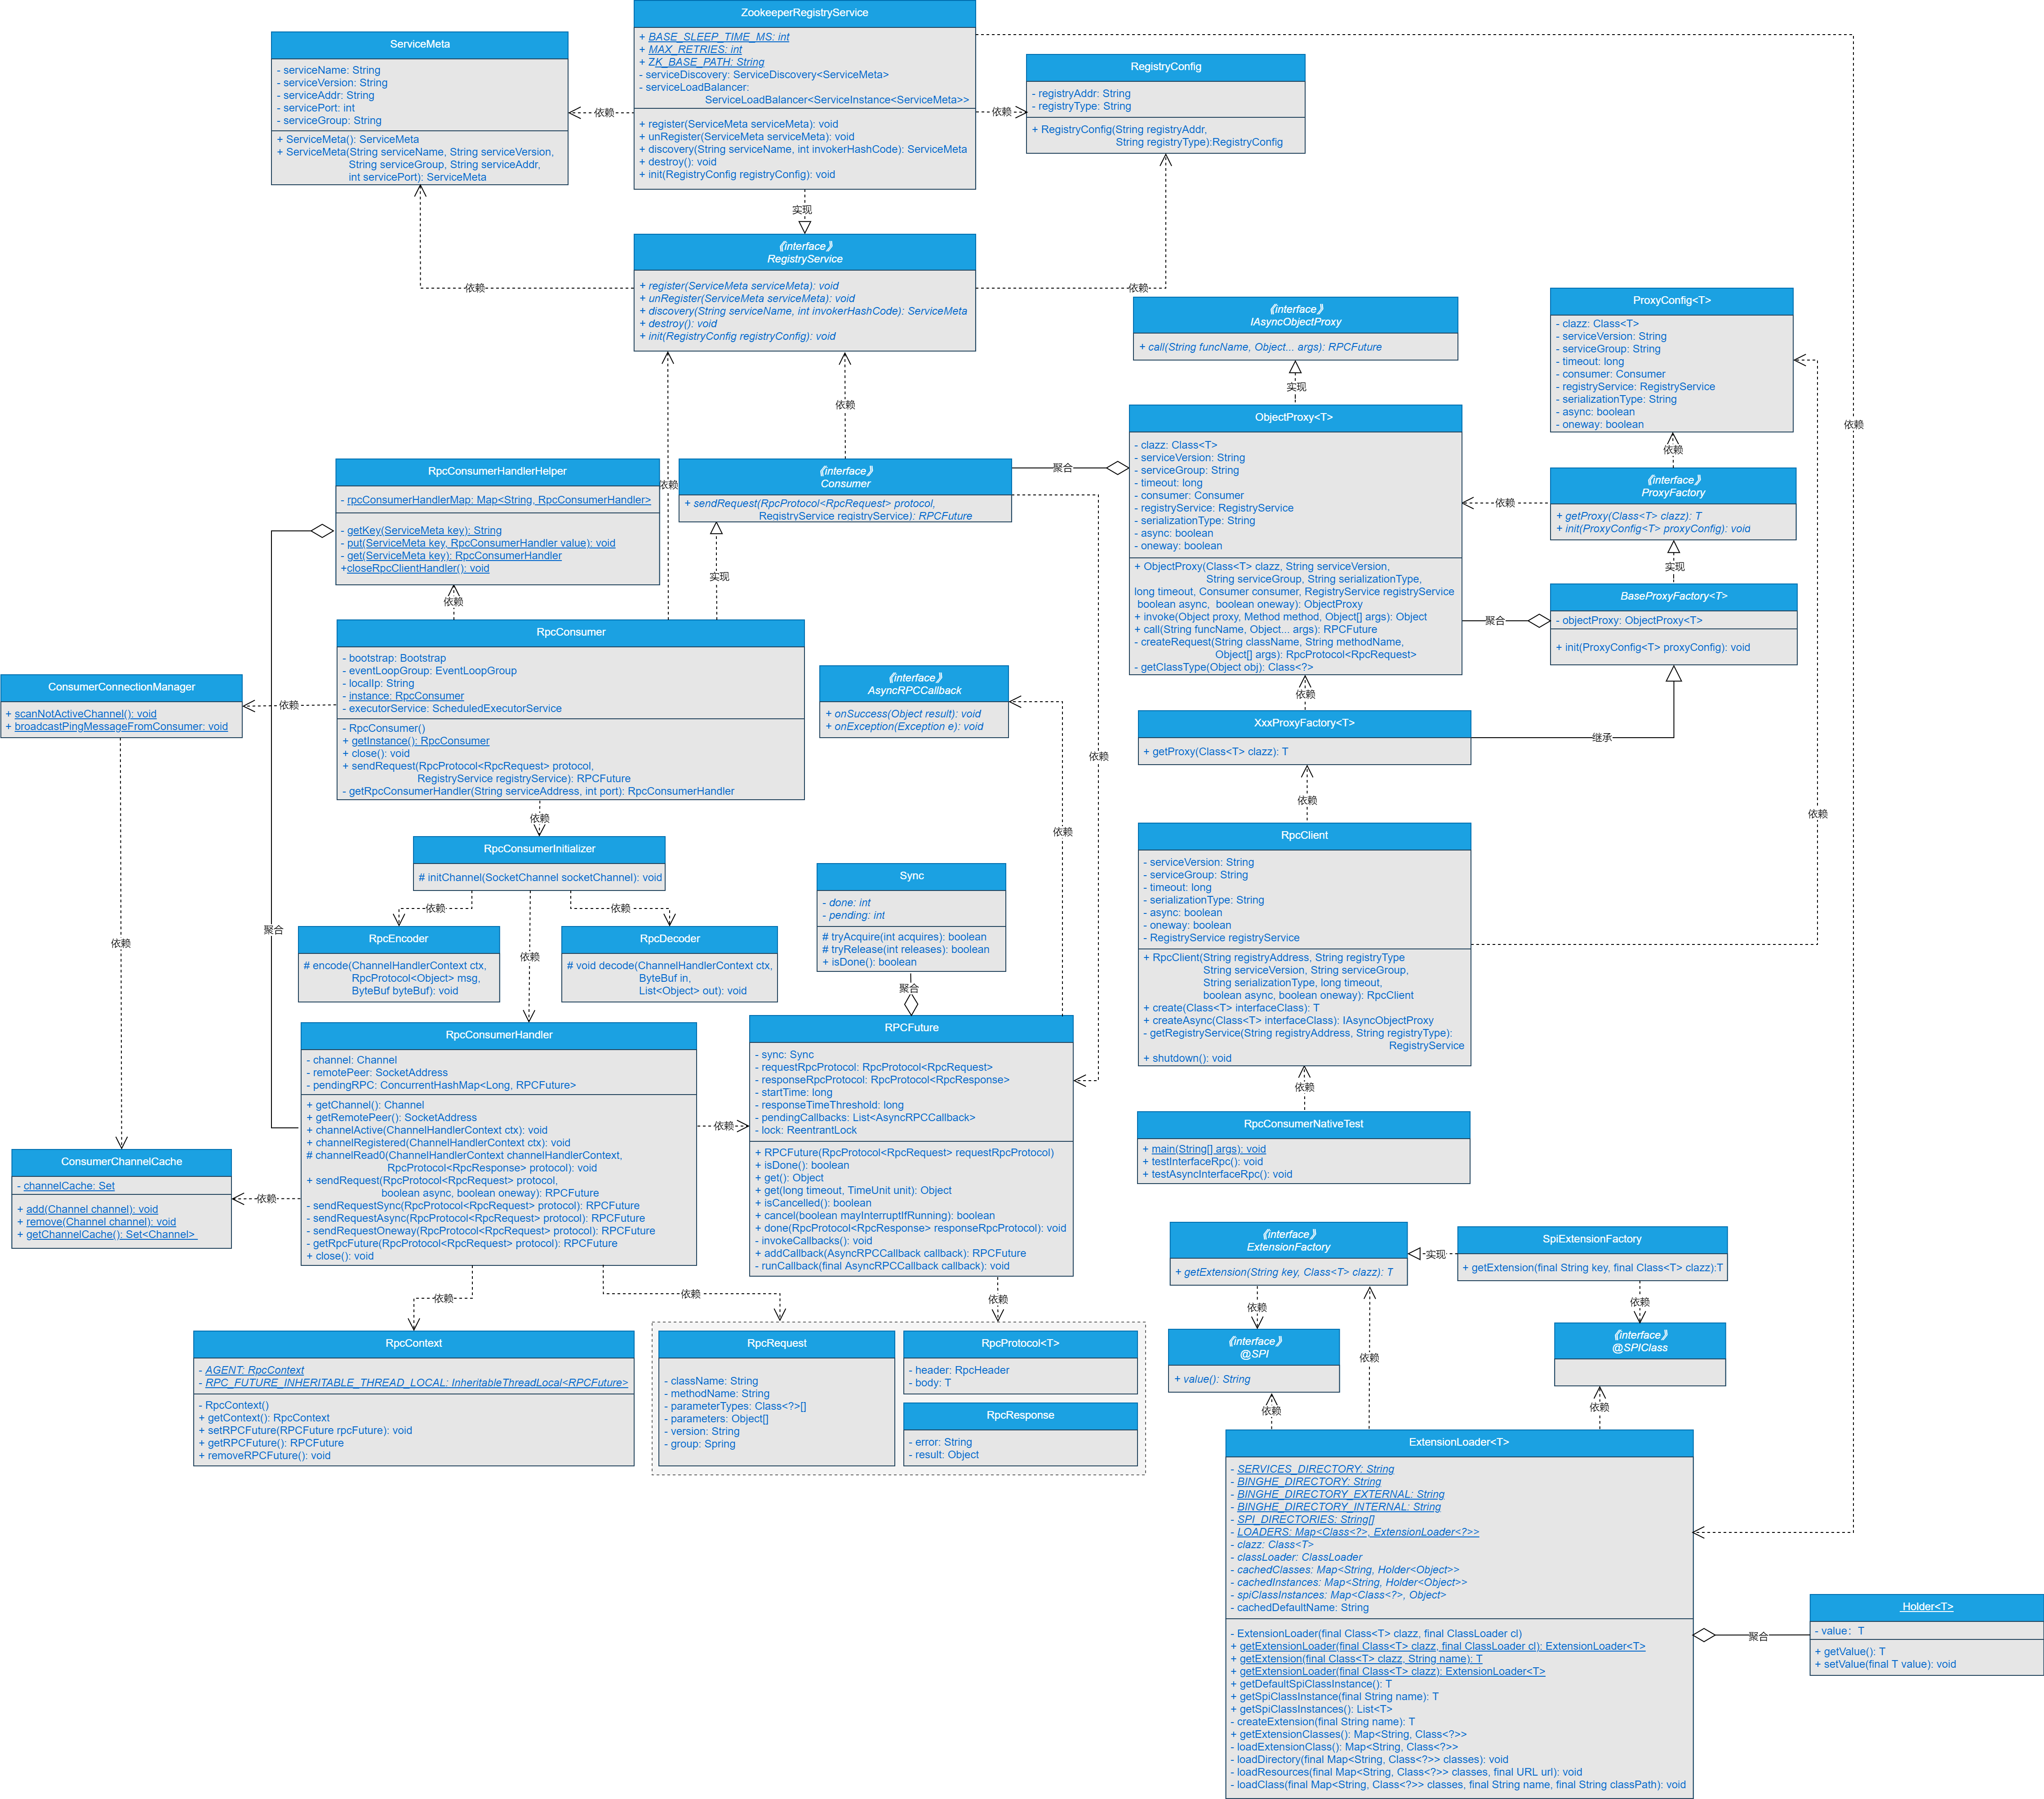 ZookeeperRegistryService
+ BASE_SLEEP_TIME_MS: int
+ MAX_RETRIES: int
+ ZK_BASE_PATH: String
- serviceDiscovery: ServiceDiscovery<ServiceMeta>
- serviceLoadBalancer:
ServiceLoadBalancer<ServiceInstance<ServiceMeta>>
+ register(ServiceMeta serviceMeta): void
+ unRegister(ServiceMeta serviceMeta): void
+ discovery(String serviceName, int invokerHashCode): ServiceMeta
+ destroy(): void
+ init(RegistryConfig registryConfig): void
ServiceMeta
- serviceName: String
- serviceVersion: String
- serviceAddr: String
- servicePort: int
- serviceGroup: String
+ ServiceMeta(): ServiceMeta
+ ServiceMeta(String serviceName, String serviceVersion,
String serviceGroup, String serviceAddr,
int servicePort): ServiceMeta
依赖
依赖
RegistryConfig
- registryAddr: String
- registryType: String
+ RegistryConfig(String registryAddr,
String registryType):RegistryConfig
实现
《interface》
RegistryService
+ register(ServiceMeta serviceMeta): void
+ unRegister(ServiceMeta serviceMeta): void
+ discovery(String serviceName, int invokerHashCode): ServiceMeta
+ destroy(): void
+ init(RegistryConfig registryConfig): void
依赖
依赖
《interface》
IAsyncObjectProxy
+ call(String funcName, Object... args): RPCFuture
实现
ProxyConfig<T>
- clazz: Class<T>
- serviceVersion: String
- serviceGroup: String
- timeout: long
- consumer: Consumer
- registryService: RegistryService
- serializationType: String
- async: boolean
- oneway: boolean
依赖
依赖
依赖
ObjectProxy<T>
- clazz: Class<T>
- serviceVersion: String
- serviceGroup: String
- timeout: long
- consumer: Consumer
- registryService: RegistryService
- serializationType: String
- async: boolean
- oneway: boolean
+ ObjectProxy(Class<T> clazz, String serviceVersion,
String serviceGroup, String serializationType,
long timeout, Consumer consumer, RegistryService registryService
boolean async,  boolean oneway): ObjectProxy
+ invoke(Object proxy, Method method, Object[] args): Object
+ call(String funcName, Object... args): RPCFuture
- createRequest(String className, String methodName,
Object[] args): RpcProtocol<RpcRequest>
- getClassType(Object obj): Class<?>
依赖
《interface》
ProxyFactory
+ getProxy(Class<T> clazz): T
+ init(ProxyConfig<T> proxyConfig): void
实现
聚合
BaseProxyFactory<T>
- objectProxy: ObjectProxy<T>
+ init(ProxyConfig<T> proxyConfig): void
RpcConsumerHandlerHelper
- rpcConsumerHandlerMap: Map<String, RpcConsumerHandler>
- getKey(ServiceMeta key): String
- put(ServiceMeta key, RpcConsumerHandler value): void
- get(ServiceMeta key): RpcConsumerHandler
+closeRpcClientHandler(): void
依赖
《interface》
Consumer
+ sendRequest(RpcProtocol<RpcRequest> protocol,
RegistryService registryService): RPCFuture
聚合
依赖
实现
RpcConsumer
- bootstrap: Bootstrap
- eventLoopGroup: EventLoopGroup
- localIp: String
- instance: RpcConsumer
- executorService: ScheduledExecutorService
- RpcConsumer()
+ getInstance(): RpcConsumer
+ close(): void
+ sendRequest(RpcProtocol<RpcRequest> protocol,
RegistryService registryService): RPCFuture
- getRpcConsumerHandler(String serviceAddress, int port): RpcConsumerHandler
ConsumerConnectionManager
+ scanNotActiveChannel(): void
+ broadcastPingMessageFromConsumer: void
依赖
《interface》
AsyncRPCCallback
+ onSuccess(Object result): void
+ onException(Exception e): void
依赖
依赖
依赖
XxxProxyFactory<T>
+ getProxy(Class<T> clazz): T
继承
依赖
依赖
RpcConsumerInitializer
# initChannel(SocketChannel socketChannel): void
依赖
依赖
依赖
依赖
聚合
RpcEncoder
# encode(ChannelHandlerContext ctx,
RpcProtocol<Object> msg,
ByteBuf byteBuf): void
RpcDecoder
# void decode(ChannelHandlerContext ctx,
ByteBuf in,
List<Object> out): void
Sync
- done: int
- pending: int
# tryAcquire(int acquires): boolean
# tryRelease(int releases): boolean
+ isDone(): boolean
聚合
RpcClient
- serviceVersion: String
- serviceGroup: String
- timeout: long
- serializationType: String
- async: boolean
- oneway: boolean
- RegistryService registryService
+ RpcClient(String registryAddress, String registryType
String serviceVersion, String serviceGroup,
String serializationType, long timeout,
boolean async, boolean oneway): RpcClient
+ create(Class<T> interfaceClass): T
+ createAsync(Class<T> interfaceClass): IAsyncObjectProxy
- getRegistryService(String registryAddress, String registryType):
RegistryService
+ shutdown(): void
依赖
依赖
RpcConsumerHandler
- channel: Channel
- remotePeer: SocketAddress
- pendingRPC: ConcurrentHashMap<Long, RPCFuture>
+ getChannel(): Channel
+ getRemotePeer(): SocketAddress
+ channelActive(ChannelHandlerContext ctx): void
+ channelRegistered(ChannelHandlerContext ctx): void
# channelRead0(ChannelHandlerContext channelHandlerContext,
RpcProtocol<RpcResponse> protocol): void
+ sendRequest(RpcProtocol<RpcRequest> protocol,
boolean async, boolean oneway): RPCFuture
- sendRequestSync(RpcProtocol<RpcRequest> protocol): RPCFuture
- sendRequestAsync(RpcProtocol<RpcRequest> protocol): RPCFuture
- sendRequestOneway(RpcProtocol<RpcRequest> protocol): RPCFuture
- getRpcFuture(RpcProtocol<RpcRequest> protocol): RPCFuture
+ close(): void
依赖
RPCFuture
- sync: Sync
- requestRpcProtocol: RpcProtocol<RpcRequest>
- responseRpcProtocol: RpcProtocol<RpcResponse>
- startTime: long
- responseTimeThreshold: long
- pendingCallbacks: List<AsyncRPCCallback>
- lock: ReentrantLock
+ RPCFuture(RpcProtocol<RpcRequest> requestRpcProtocol)
+ isDone(): boolean
+ get(): Object
+ get(long timeout, TimeUnit unit): Object
+ isCancelled(): boolean
+ cancel(boolean mayInterruptIfRunning): boolean
+ done(RpcProtocol<RpcResponse> responseRpcProtocol): void
- invokeCallbacks(): void
+ addCallback(AsyncRPCCallback callback): RPCFuture
- runCallback(final AsyncRPCCallback callback): void
RpcConsumerNativeTest
+ main(String[] args): void
+ testInterfaceRpc(): void
+ testAsyncInterfaceRpc(): void
ConsumerChannelCache
- channelCache: Set
+ add(Channel channel): void
+ remove(Channel channel): void
+ getChannelCache(): Set<Channel>
依赖
《interface》
ExtensionFactory
+ getExtension(String key, Class<T> clazz): T
实现
SpiExtensionFactory
+ getExtension(final String key, final Class<T> clazz):T
依赖
依赖
依赖
依赖
依赖
依赖
RpcContext
- AGENT: RpcContext
- RPC_FUTURE_INHERITABLE_THREAD_LOCAL: InheritableThreadLocal<RPCFuture>
- RpcContext()
+ getContext(): RpcContext
+ setRPCFuture(RPCFuture rpcFuture): void
+ getRPCFuture(): RPCFuture
+ removeRPCFuture(): void
RpcRequest
- className: String
- methodName: String
- parameterTypes: Class<?>[]
- parameters: Object[]
- version: String
- group: Spring
RpcProtocol<T>
- header: RpcHeader
- body: T
RpcResponse
- error: String
- result: Object
《interface》
@SPI
+ value(): String
《interface》
@SPIClass
依赖
依赖
ExtensionLoader<T>
- SERVICES_DIRECTORY: String
- BINGHE_DIRECTORY: String
- BINGHE_DIRECTORY_EXTERNAL: String
- BINGHE_DIRECTORY_INTERNAL: String
- SPI_DIRECTORIES: String[]
- LOADERS: Map<Class<?>, ExtensionLoader<?>>
- clazz: Class<T>
- classLoader: ClassLoader
- cachedClasses: Map<String, Holder<Object>>
- cachedInstances: Map<String, Holder<Object>>
- spiClassInstances: Map<Class<?>, Object>
- cachedDefaultName: String
- ExtensionLoader(final Class<T> clazz, final ClassLoader cl)
+ getExtensionLoader(final Class<T> clazz, final ClassLoader cl): ExtensionLoader<T>
+ getExtension(final Class<T> clazz, String name): T
+ getExtensionLoader(final Class<T> clazz): ExtensionLoader<T>
+ getDefaultSpiClassInstance(): T
+ getSpiClassInstance(final String name): T
+ getSpiClassInstances(): List<T>
- createExtension(final String name): T
+ getExtensionClasses(): Map<String, Class<?>>
- loadExtensionClass(): Map<String, Class<?>>
- loadDirectory(final Map<String, Class<?>> classes): void
- loadResources(final Map<String, Class<?>> classes, final URL url): void
- loadClass(final Map<String, Class<?>> classes, final String name, final String classPath): void
聚合
Holder<T>
- value：T
+ getValue(): T
+ setValue(final T value): void